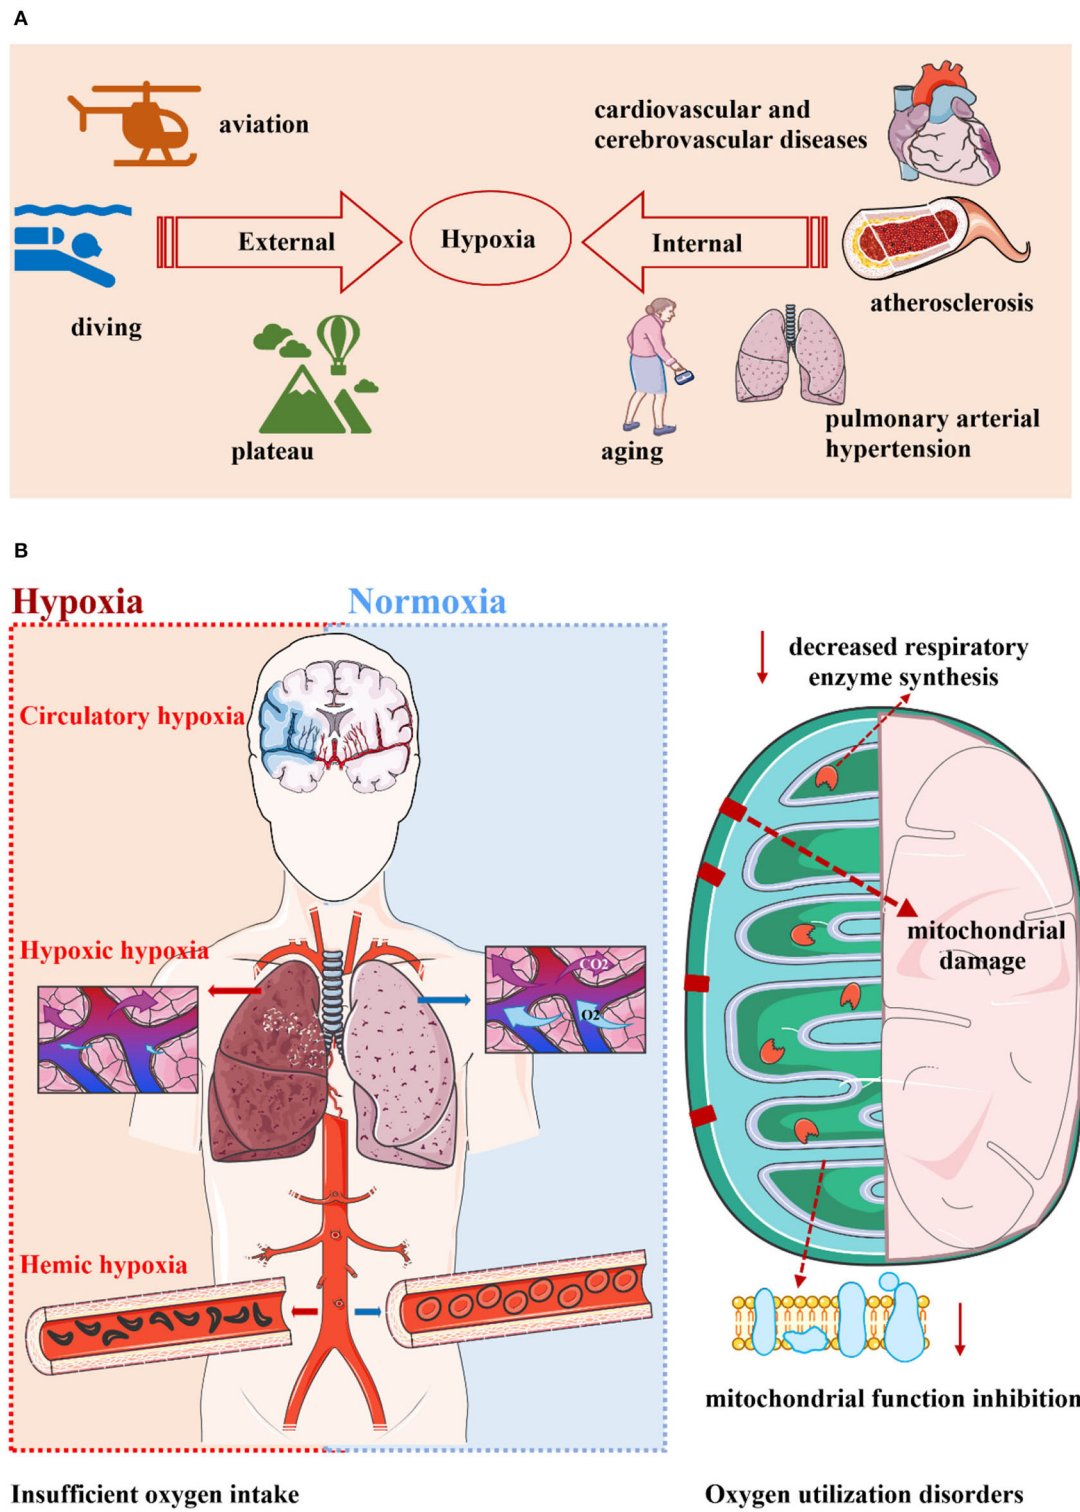 A
aviation
cardiovascular and
cerebrovascular diseases
External
Hypoxia
Internal
diving
atherosclerosis
plateau
aging
pulmonary arterial
hypertension
B
Hypoxia
Normoxia
Circulatory hypoxia
Hypoxic hypoxia
CO2
O2
Hemic hypoxia
decreased respiratory
enzyme synthesis
mitochondrial
damage
mitochondrial function inhibition
Insufficient oxygen intake
Oxygen utilization disorders